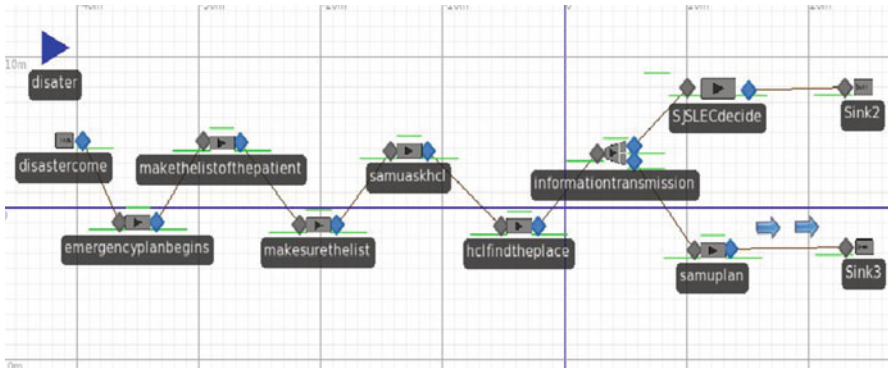 10m
disater
disastercome
emergencyplanbegins
makethelistofthepatient
makesurethelist
samuaskhcl
hclfindtheplace
informationtransmission
SJSLECdecide
Sink2
samuplan
Sink3
0m